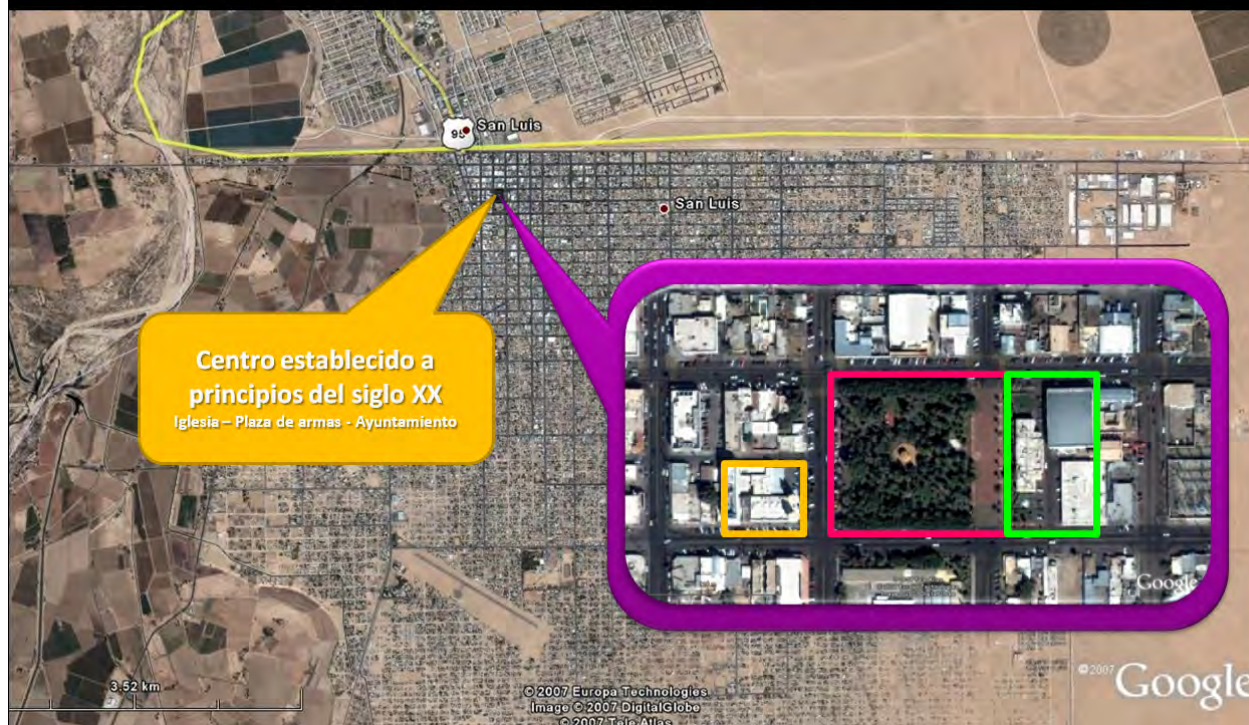 95
San Luis
San Luis
Centro establecido a
principios del siglo XX
Iglesia – Plaza de armas - Ayuntamiento
Google
3.52 km
© 2007 Europa Technologies
Image © 2007 DigitalGlobe
© 2007 Tele Atlas
©2007 Google